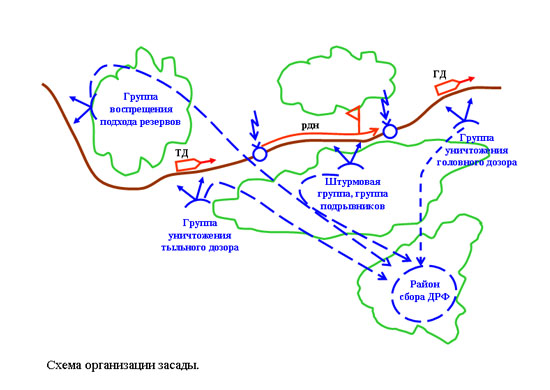 ГД
Группа
воспрещения
подхода резервов
рдн
ТД
Группа
уничтожения
головного дозора
Штурмовая
группа, группа
подрывников
Группа
уничтожения
тыльного дозора
Район
сбора ДРФ
Схема организации засады.